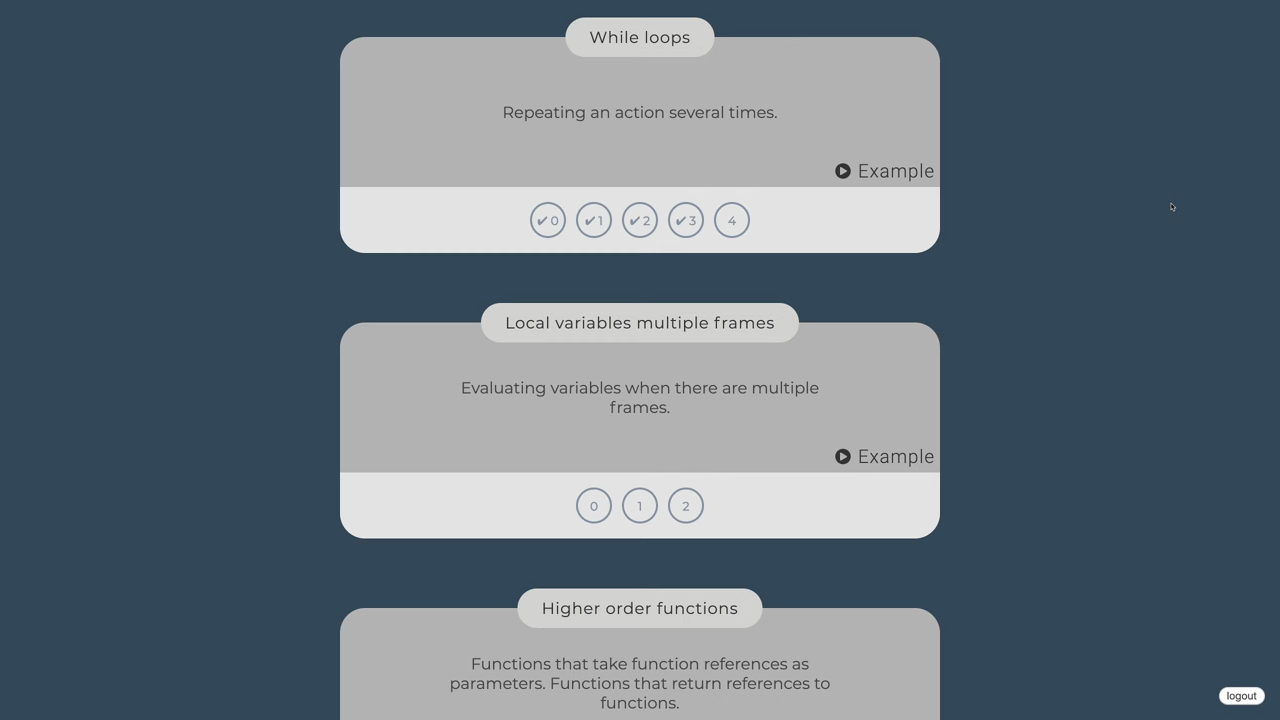 While loops
Repeating an action several times.
Example
✔0 ✔1 ✔2 ✔3 4
Local variables multiple frames
Evaluating variables when there are multiple
frames.
Example
0 1 2
Higher order functions
Functions that take function references as
parameters. Functions that return references to
functions.
logout